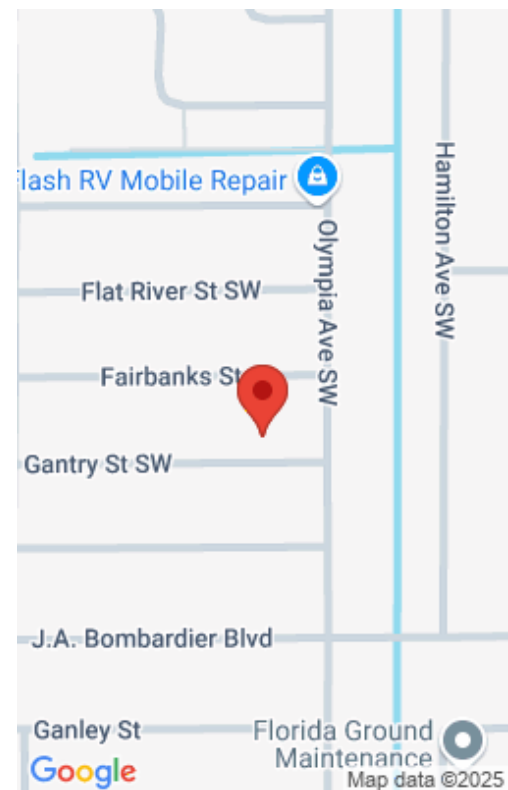 Flash RV Mobile Repair
Hamilton Ave SW
Olympia Ave SW
Flat River St SW
Fairbanks St
Gantry St SW
J.A. Bombardier Blvd
Ganley St
Florida Ground
Maintenance
Google
Map data ©2025